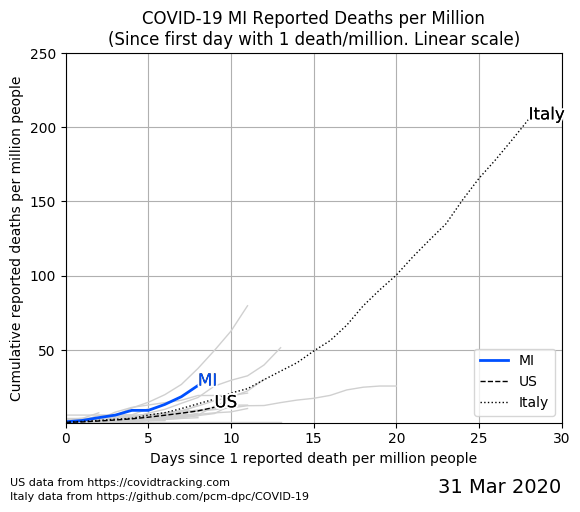 COVID-19 MI Reported Deaths per Million
(Since first day with 1 death/million. Linear scale)
Cumulative reported deaths per million people
250
200
150
100
50
Italy
MI
US
MI
US
Italy
0
5
10
15
20
25
30
Days since 1 reported death per million people
US data from https://covidtracking.com
Italy data from https://github.com/pcm-dpc/COVID-19
31 Mar 2020